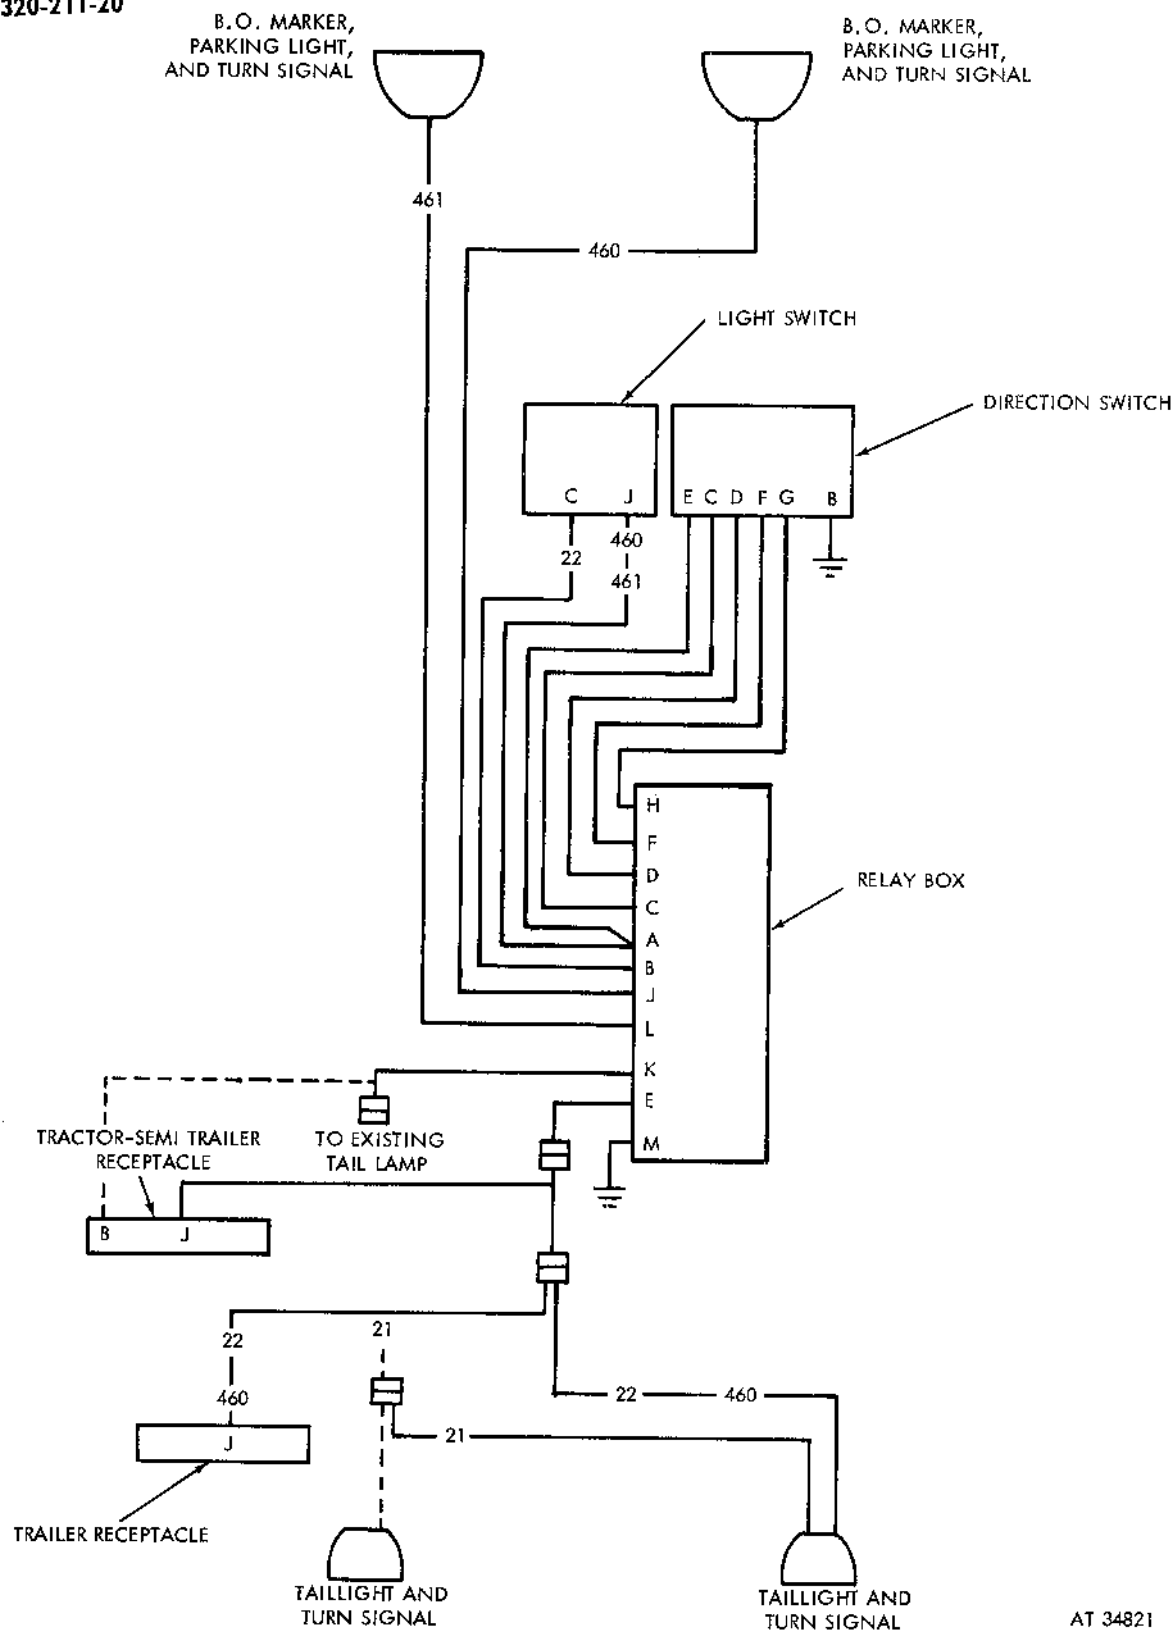 320-211-20
B.O. MARKER,
PARKING LIGHT,
AND TURN SIGNAL
B.O. MARKER,
PARKING LIGHT,
AND TURN SIGNAL
461
460
LIGHT SWITCH
DIRECTION SWITCH
C J
E C D F G B
460
22
461
H
F
D
C
A
B
J
L
K
E
M
RELAY BOX
TRACTOR-SEMI TRAILER
RECEPTACLE
TO EXISTING
TAIL LAMP
B J
22
21
460
22 460
21
J
TRAILER RECEPTACLE
TAILLIGHT AND
TURN SIGNAL
TAILLIGHT AND
TURN SIGNAL
AT 34821